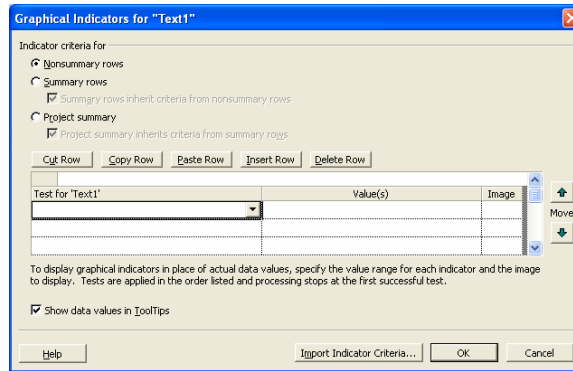 Graphical Indicators for "Text1"
Indicator criteria for
Nonsummary rows
Summary rows
Summary rows inherit criteria from nonsummary rows
Project summary
Project summary inherits criteria from summary rows
Cut Row Copy Row Paste Row Insert Row Delete Row
Test for 'Text1' Value(s) Image
Move
To display graphical indicators in place of actual data values, specify the value range for each indicator and the image
to display. Tests are applied in the order listed and processing stops at the first successful test.
Show data values in ToolTips
Help Import Indicator Criteria... OK Cancel